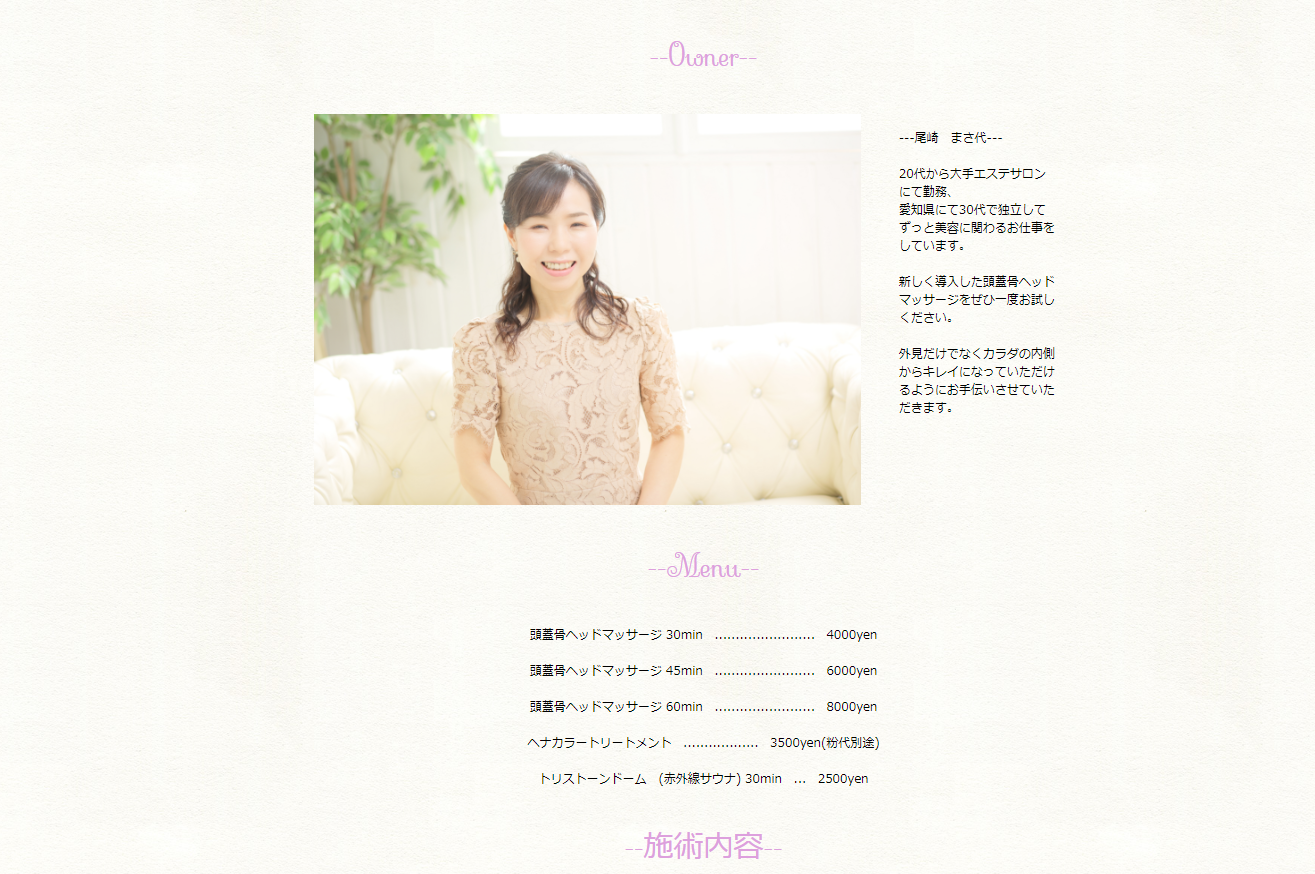 --Owner--
---尾崎　まさ代---
20代から大手エステサロン
にて勤務、
愛知県にて30代で独立して
ずっと美容に関わるお仕事を
しています。
新しく導入した頭蓋骨ヘッド
マッサージをぜひ一度お試し
ください。
外見だけでなくカラダの内側
からキレイになっていただけ
るようにお手伝いさせていた
だきます。
--Menu--
頭蓋骨ヘッドマッサージ 30min　........................　4000yen
頭蓋骨ヘッドマッサージ 45min　........................　6000yen
頭蓋骨ヘッドマッサージ 60min　........................　8000yen
ヘナカラートリートメント　..................　3500yen(粉代別途)
トリストーンドーム　(赤外線サウナ) 30min　...　2500yen
--施術内容--